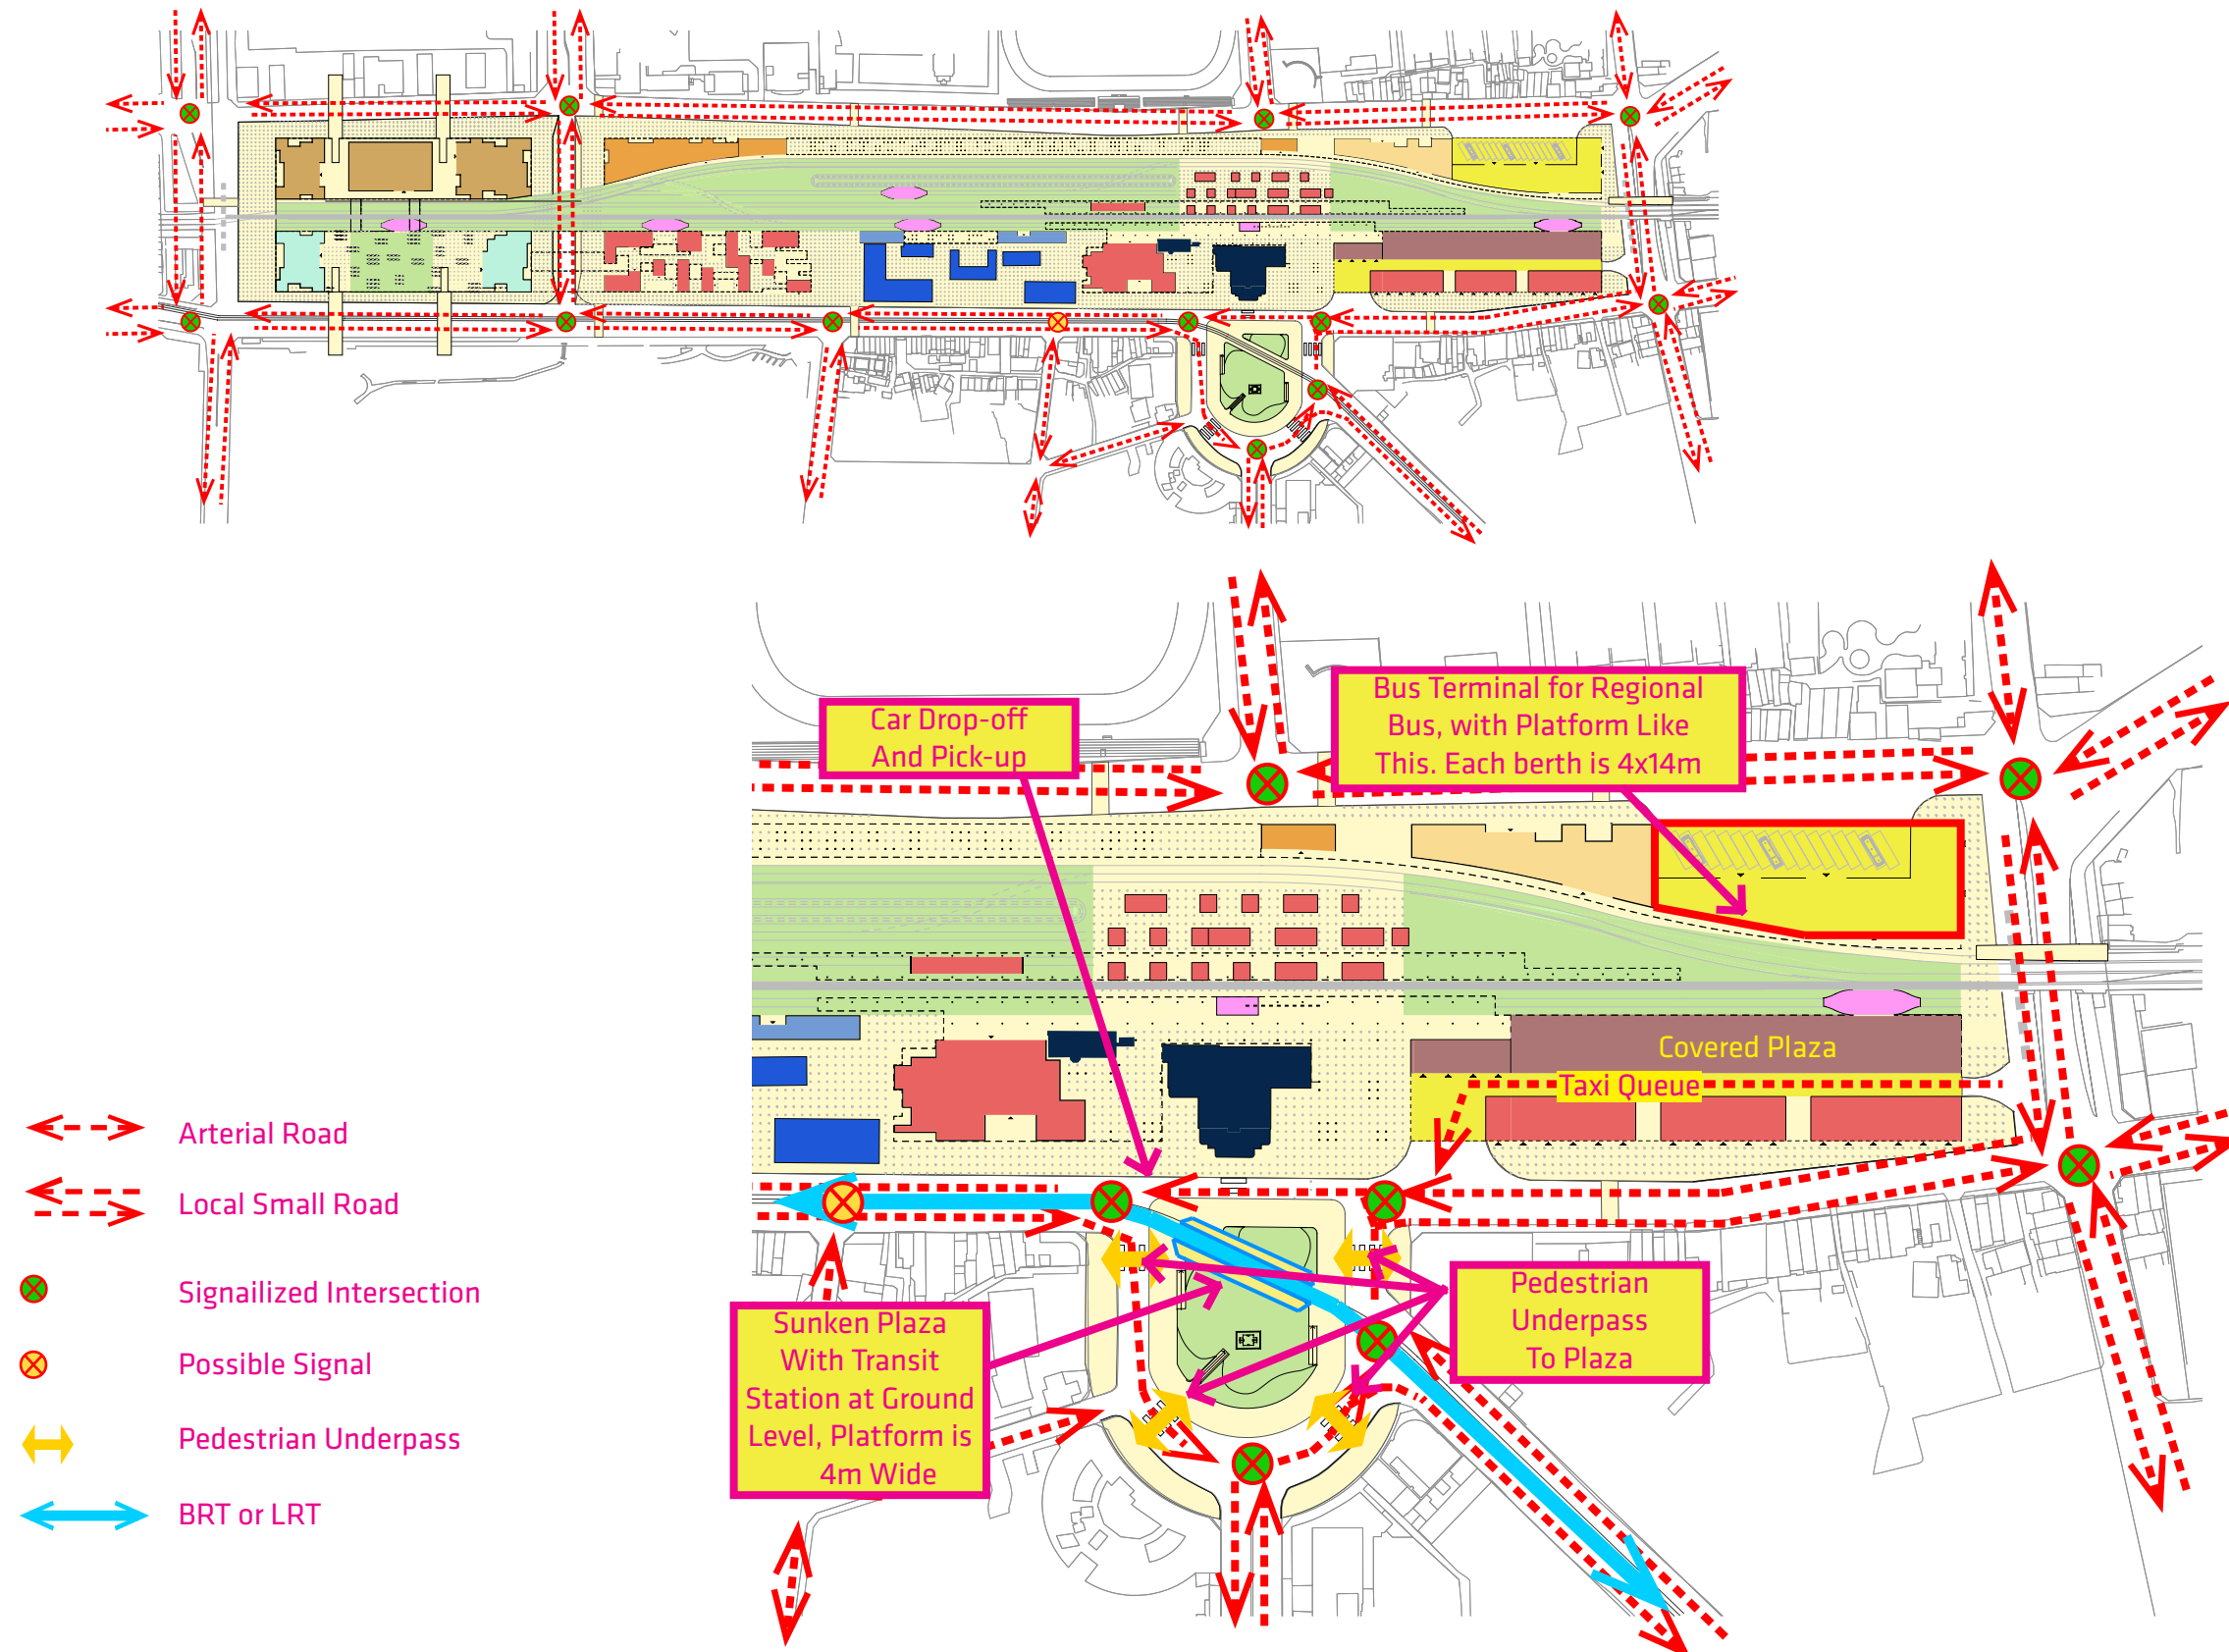 Car Drop-off
And Pick-up
Bus Terminal for Regional
Bus, with Platform Like
This. Each berth is 4x14m
Covered Plaza
Taxi Queue
Sunken Plaza
With Transit
Station at Ground
Level, Platform is
4m Wide
Pedestrian
Underpass
To Plaza
Arterial Road
Local Small Road
Signailized Intersection
Possible Signal
Pedestrian Underpass
BRT or LRT